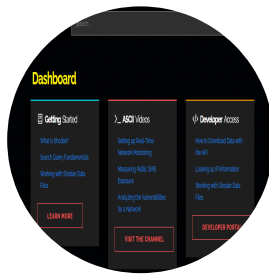 Dashboard
Getting Started
What is Shodan?
Search Query Fundamentals
Working with Shodan Data
Files
LEARN MORE
>_ ASCII Videos
Setting up Real-Time
Network Monitoring
Measuring Public SMB
Exposure
Analyzing the Vulnerabilities
for a Network
VISIT THE CHANNEL
Developer Access
How to Download Data with
the API
Looking up IP Information
Working with Shodan Data
Files
DEVELOPER PORTAL